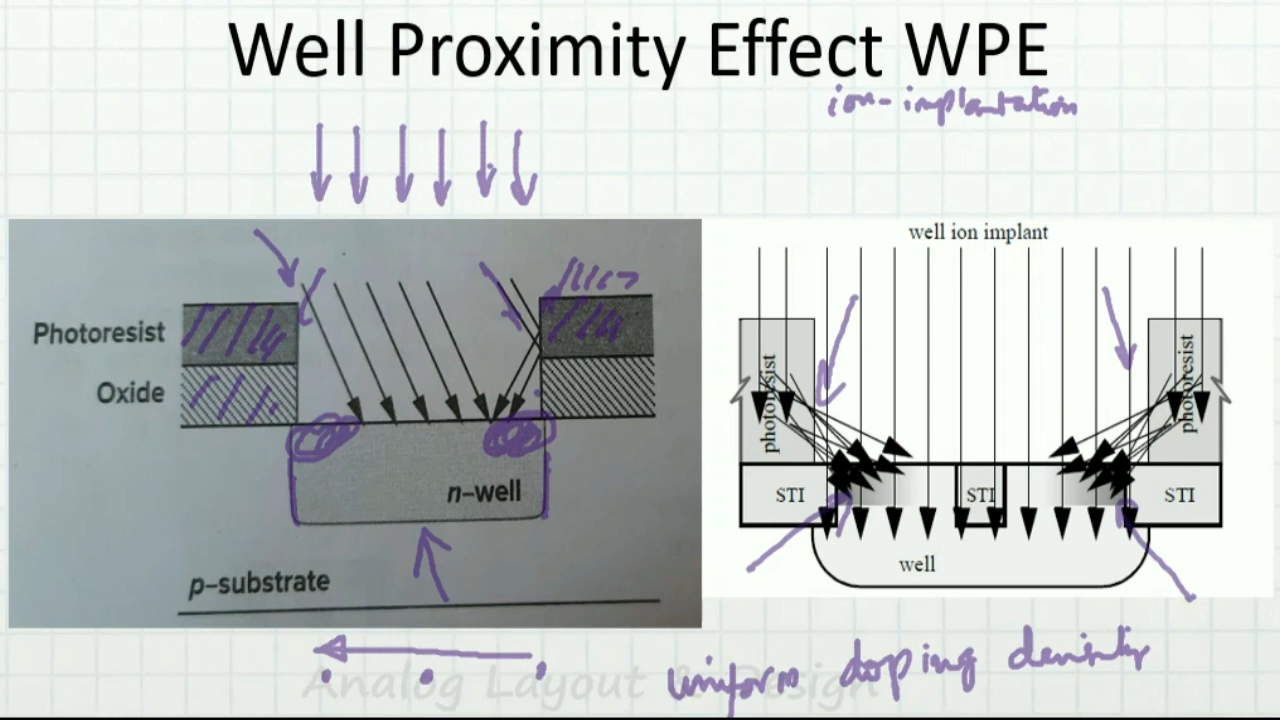 Well Proximity Effect WPE
ion-implantation
Photoresist
Oxide
n–well
p–substrate
well ion implant
photoresist
photoresist
STI
STI
STI
well
Analog Layout & Design
uniform doping density